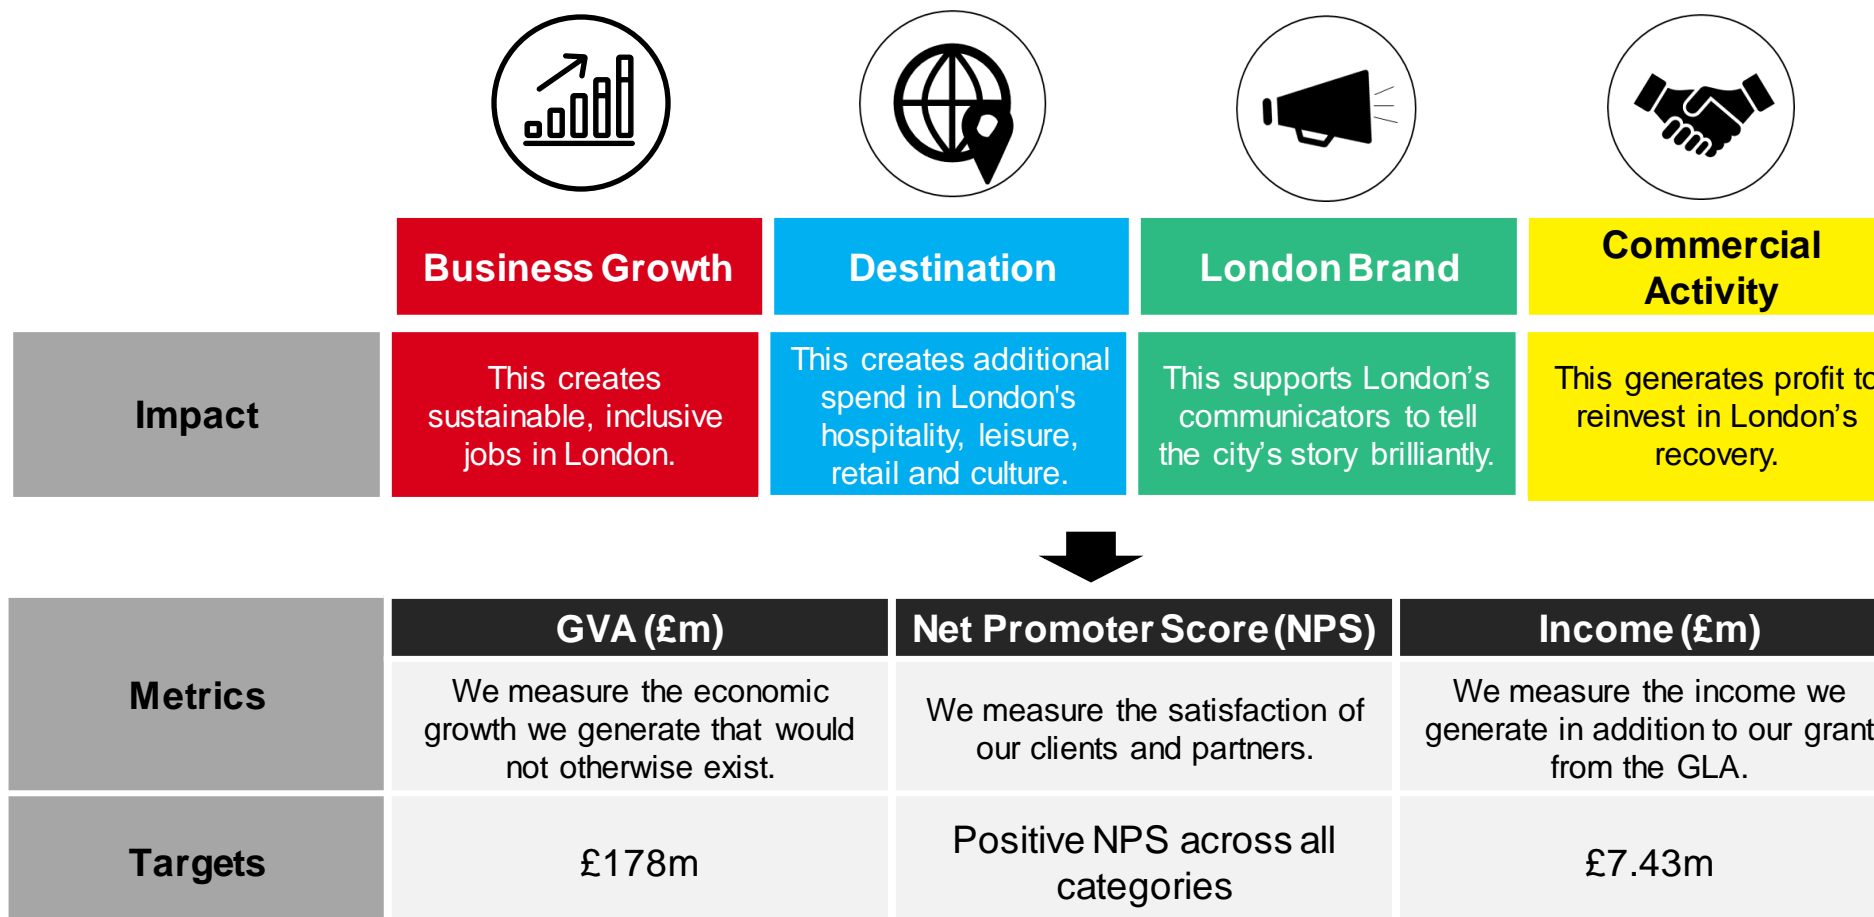 Business Growth
Destination
London Brand
Commercial
Activity
Impact
This creates
sustainable, inclusive
jobs in London.
This creates additional
spend in London's
hospitality, leisure,
retail and culture.
This supports London’s
communicators to tell
the city’s story brilliantly.
This generates profit to
reinvest in London’s
recovery.
Metrics
GVA (£m)
We measure the economic
growth we generate that would
not otherwise exist.
Net Promoter Score (NPS)
We measure the satisfaction of
our clients and partners.
Income (£m)
We measure the income we
generate in addition to our grant
from the GLA.
Targets
£178m
Positive NPS across all
categories
£7.43m